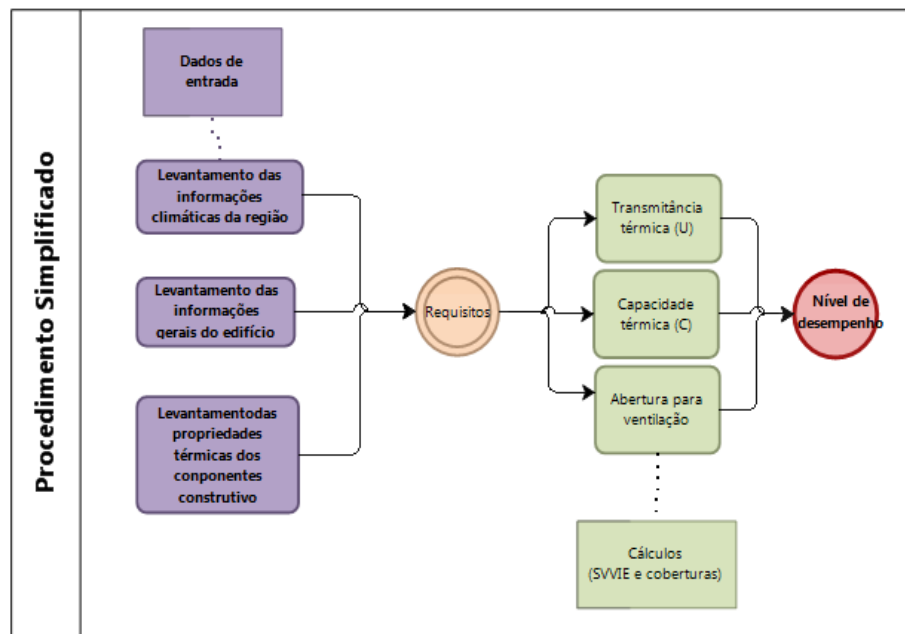 Procedimento Simplificado
Dados de
entrada
Levantamento das
informações
climáticas da região
Levantamento das
informações
gerais do edifício
Levantamentodas
propriedades
térmicas dos
conponentes
construtivo
Requisitos
Transmitância
térmica (U)
Capacidade
térmica (C)
Abertura para
ventilação
Cálculos
(SVVIE e coberturas)
Nível de
desempenho